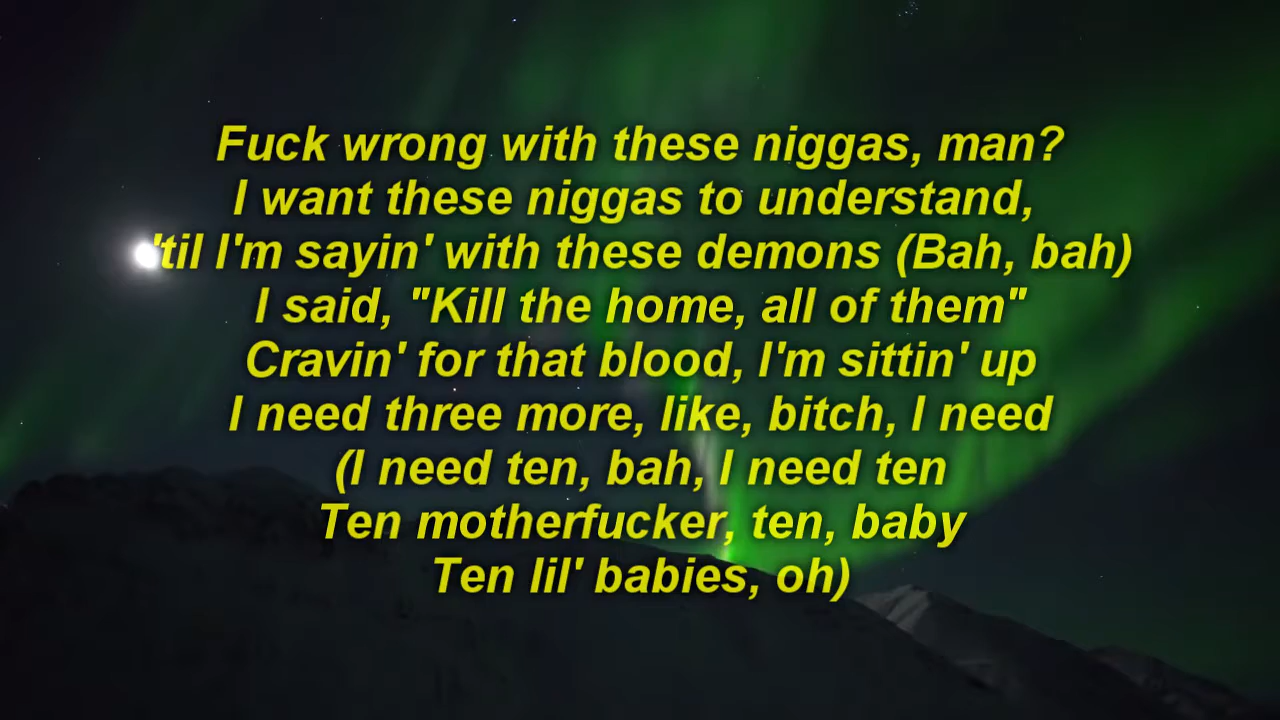 Fuck wrong with these niggas, man?
I want these niggas to understand,
'til I'm sayin' with these demons (Bah, bah)
I said, "Kill the home, all of them"
Cravin' for that blood, I'm sittin' up
I need three more, like, bitch, I need
(I need ten, bah, I need ten
Ten motherfucker, ten, baby
Ten lil' babies, oh)